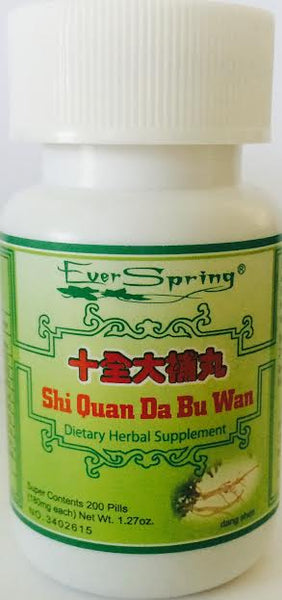 Ever Spring®
十全大補丸
Shi Quan Da Bu Wan
Dietary Herbal Supplement
Super Contents 200 Pills
(180mg each) Net Wt. 1.27oz.
NO:3402615
dang shen